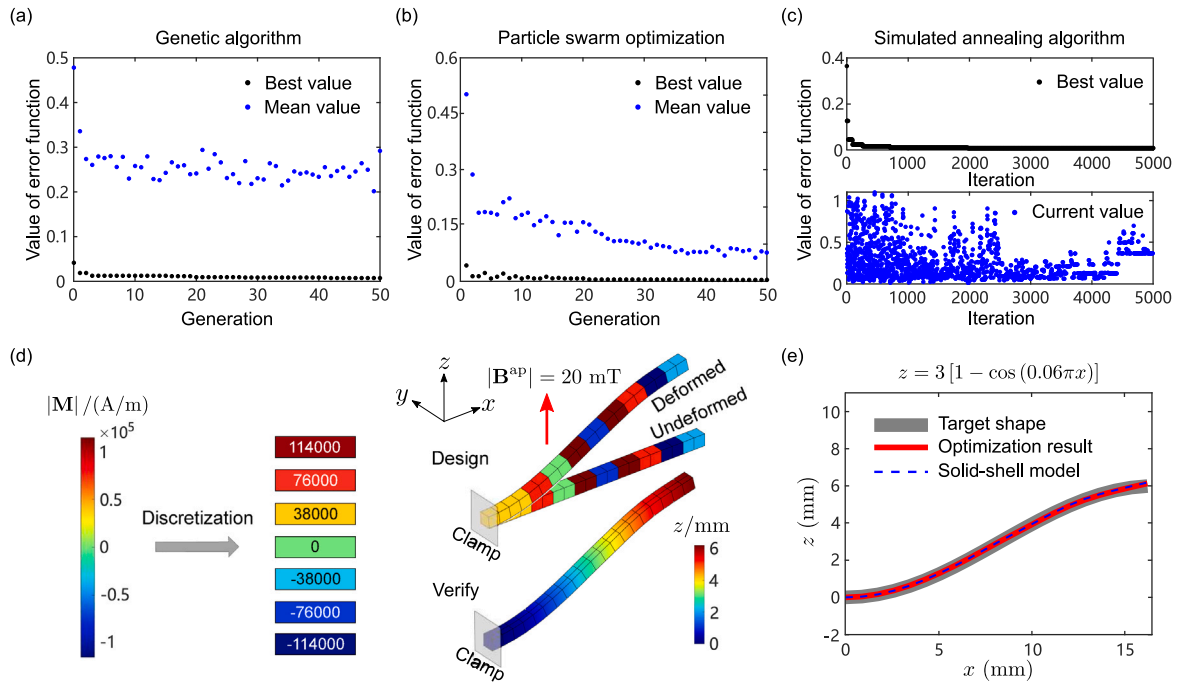 (a)
Genetic algorithm
Value of error function
0.5
0.4
0.3
0.2
0.1
0
Best value
Mean value
0
10
20
30
40
50
Generation
(b)
Particle swarm optimization
Value of error function
0.6
0.45
0.3
0.15
0
Best value
Mean value
0
10
20
30
40
50
Generation
(c)
Simulated annealing algorithm
Value of error function
0.4
0.2
0
Best value
0
1000
2000
3000
4000
5000
Iteration
1
0.5
0
Current value
0
1000
2000
3000
4000
5000
Iteration
(d)
|M|/(A/m)
× 10⁵
1
0.5
0
-0.5
-1
Discretization
114000
76000
38000
0
-38000
-76000
-114000
z
y
x
|Bᵃᵖ| = 20 mT
Design
Deformed
Undeformed
Clamp
Verify
Clamp
z/mm
6
4
2
0
(e)
z = 3 [1 − cos (0.06πx)]
Target shape
Optimization result
Solid-shell model
z (mm)
10
8
6
4
2
0
-2
0
5
10
15
x (mm)